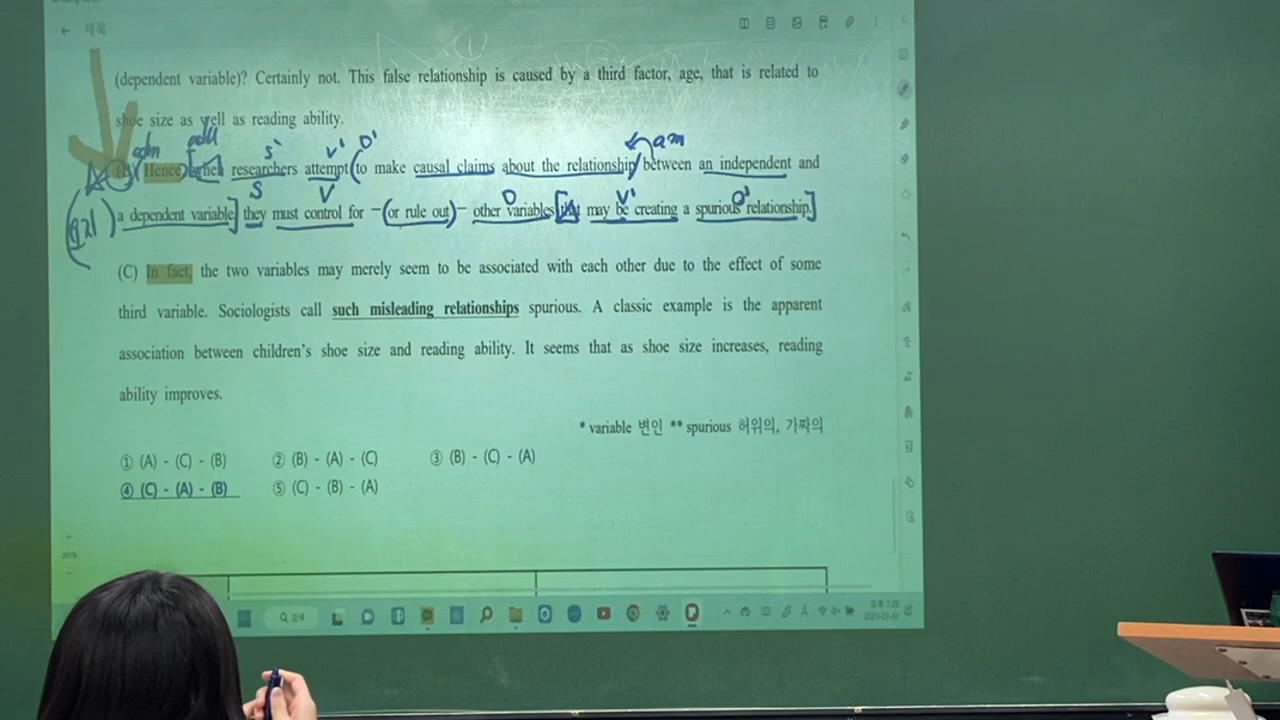 ← 제목
(dependent variable)? Certainly not. This false relationship is caused by a third factor, age, that is related to
shoe size as well as reading ability.
S' V' O'
Hence, when researchers attempt (to make causal claims about the relationship between an independent and
S V O V' O'
a dependent variable] they must control for –(or rule out)– other variables [that may be creating a spurious relationship.]
(C) In fact, the two variables may merely seem to be associated with each other due to the effect of some
third variable. Sociologists call such misleading relationships spurious. A classic example is the apparent
association between children's shoe size and reading ability. It seems that as shoe size increases, reading
ability improves.
* variable 변인 ** spurious 허위의, 가짜의
① (A) - (C) - (B) ② (B) - (A) - (C) ③ (B) - (C) - (A)
④ (C) - (A) - (B) ⑤ (C) - (B) - (A)
검색